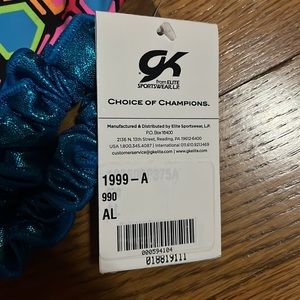 GK
from ELITE
SPORTSWEAR, L.P.
CHOICE OF CHAMPIONS.
Manufactured & Distributed by Elite Sportswear, L.P.
P.O. Box 16400
2136 N. 13th Street, Reading, PA 19612-6400
USA 1.800.345.4087 | International 011.610.921.1469
customerservice@gkelite.com | www.gkelite.com
1999-A
990
AL
000594104
018819111